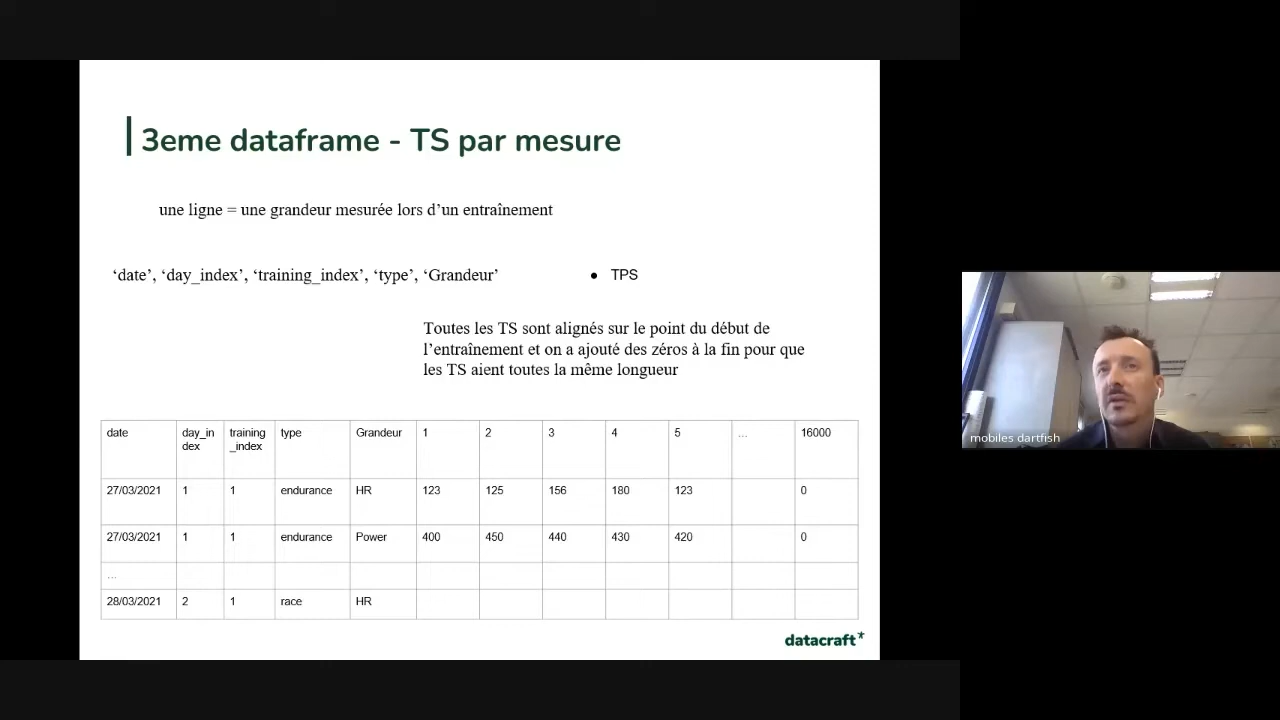 3eme dataframe - TS par mesure
une ligne = une grandeur mesurée lors d’un entraînement
‘date’, ‘day_index’, ‘training_index’, ‘type’, ‘Grandeur’
● TPS
Toutes les TS sont alignés sur le point du début de
l’entraînement et on a ajouté des zéros à la fin pour que
les TS aient toutes la même longueur
date day_in training type Grandeur 1 2 3 4 5 ... 16000
dex _index
27/03/2021 1 1 endurance HR 123 125 156 180 123 0
27/03/2021 1 1 endurance Power 400 450 440 430 420 0
...
28/03/2021 2 1 race HR
datacraft*
mobiles dartfish